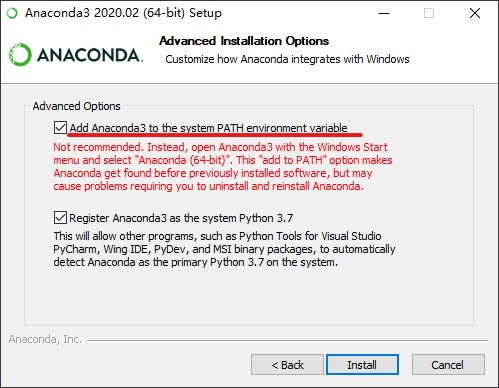 Anaconda3 2020.02 (64-bit) Setup
ANACONDA.
Advanced Installation Options
Customize how Anaconda integrates with Windows
Advanced Options
Add Anaconda3 to the system PATH environment variable
Not recommended. Instead, open Anaconda3 with the Windows Start
menu and select "Anaconda (64-bit)". This "add to PATH" option makes
Anaconda get found before previously installed software, but may
cause problems requiring you to uninstall and reinstall Anaconda.
Register Anaconda3 as the system Python 3.7
This will allow other programs, such as Python Tools for Visual Studio
PyCharm, Wing IDE, PyDev, and MSI binary packages, to automatically
detect Anaconda as the primary Python 3.7 on the system.
Anaconda, Inc.
< Back
Install
Cancel